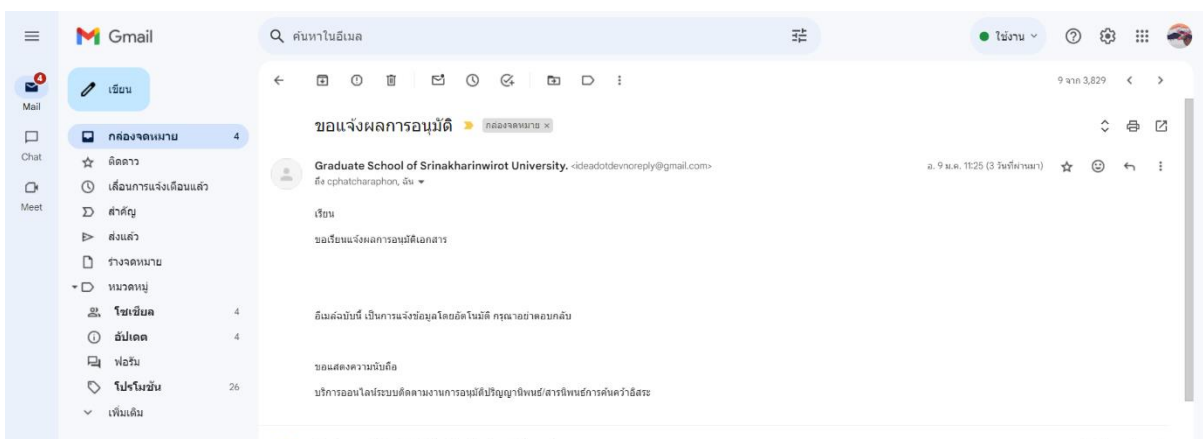 Gmail
ค้นหาในอีเมล
ใช้งาน
4
Mail
Chat
Meet
เขียน
กล่องจดหมาย 4
ติดดาว
เลื่อนการแจ้งเตือนแล้ว
สำคัญ
ส่งแล้ว
ร่างจดหมาย
หมวดหมู่
โซเชียล 4
อัปเดต 4
ฟอรัม
โปรโมชัน 26
เพิ่มเติม
9 จาก 3,829
ขอแจ้งผลการอนุมัติ กล่องจดหมาย ×
Graduate School of Srinakharinwirot University. <ideadotdevnoreply@gmail.com>
อ. 9 ม.ค. 11:25 (3 วันที่ผ่านมา)
ถึง cphatcharaphon, ฉัน
เรียน
ขอเรียนแจ้งผลการอนุมัติเอกสาร
อีเมล์ฉบับนี้ เป็นการแจ้งข้อมูลโดยอัตโนมัติ กรุณาอย่าตอบกลับ
ขอแสดงความนับถือ
บริการออนไลน์ระบบติดตามงานการอนุมัติปริญญานิพนธ์/สารนิพนธ์การค้นคว้าอิสระ